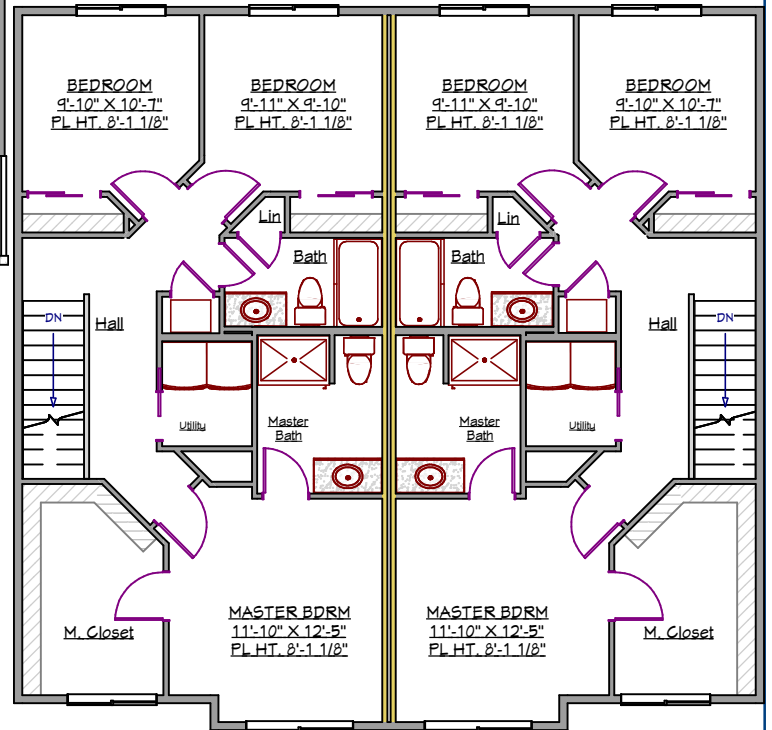 BEDROOM
9'-10" X 10'-7"
PL HT. 8'-1 1/8"
BEDROOM
9'-11" X 9'-10"
PL HT. 8'-1 1/8"
BEDROOM
9'-11" X 9'-10"
PL HT. 8'-1 1/8"
BEDROOM
9'-10" X 10'-7"
PL HT. 8'-1 1/8"
Lin
Lin
Bath
Bath
DN
Hall
Hall
DN
Utility
Master
Bath
Master
Bath
Utility
M. Closet
MASTER BDRM
11'-10" X 12'-5"
PL HT. 8'-1 1/8"
MASTER BDRM
11'-10" X 12'-5"
PL HT. 8'-1 1/8"
M. Closet